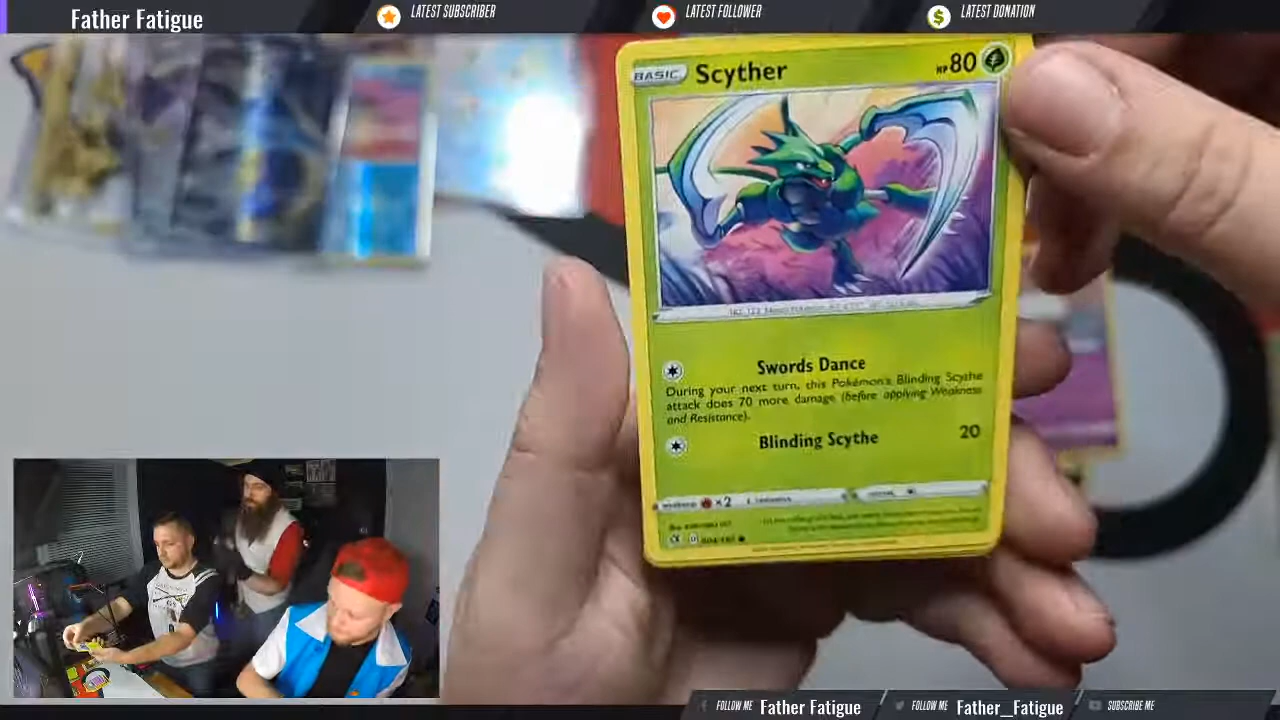 Father Fatigue
LATEST SUBSCRIBER
LATEST FOLLOWER
LATEST DONATION
BASIC Scyther HP 80
Swords Dance
During your next turn, this Pokémon's Blinding Scythe
attack does 70 more damage (before applying Weakness
and Resistance).
Blinding Scythe 20
×2
FOLLOW ME Father Fatigue FOLLOW ME Father_Fatigue SUBSCRIBE ME